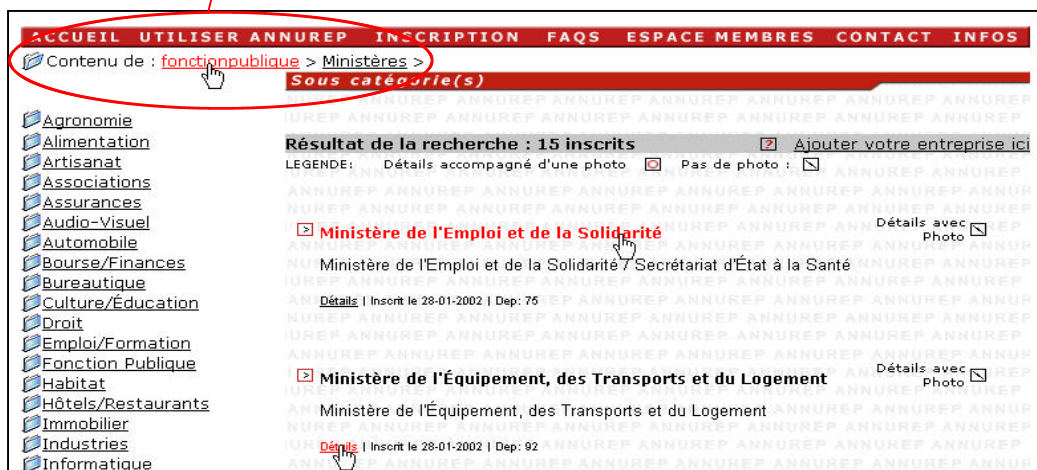 ACCUEIL UTILISER ANNUREP INSCRIPTION FAQS ESPACE MEMBRES CONTACT INFOS
Contenu de : fonctionpublique > Ministères >
Sous catégorie(s)
Agronomie
Alimentation
Artisanat
Associations
Assurances
Audio-Visuel
Automobile
Bourse/Finances
Bureautique
Culture/Éducation
Droit
Emploi/Formation
Fonction Publique
Habitat
Hôtels/Restaurants
Immobilier
Industries
Informatique
Résultat de la recherche : 15 inscrits Ajouter votre entreprise ici
LEGENDE: Détails accompagné d'une photo Pas de photo :
Ministère de l'Emploi et de la Solidarité
Détails avec
Photo
Ministère de l'Emploi et de la Solidarité / Secrétariat d'État à la Santé
Détails | Inscrit le 28-01-2002 | Dep: 75
Ministère de l'Équipement, des Transports et du Logement
Détails avec
Photo
Ministère de l'Équipement, des Transports et du Logement
Détails | Inscrit le 28-01-2002 | Dep: 92